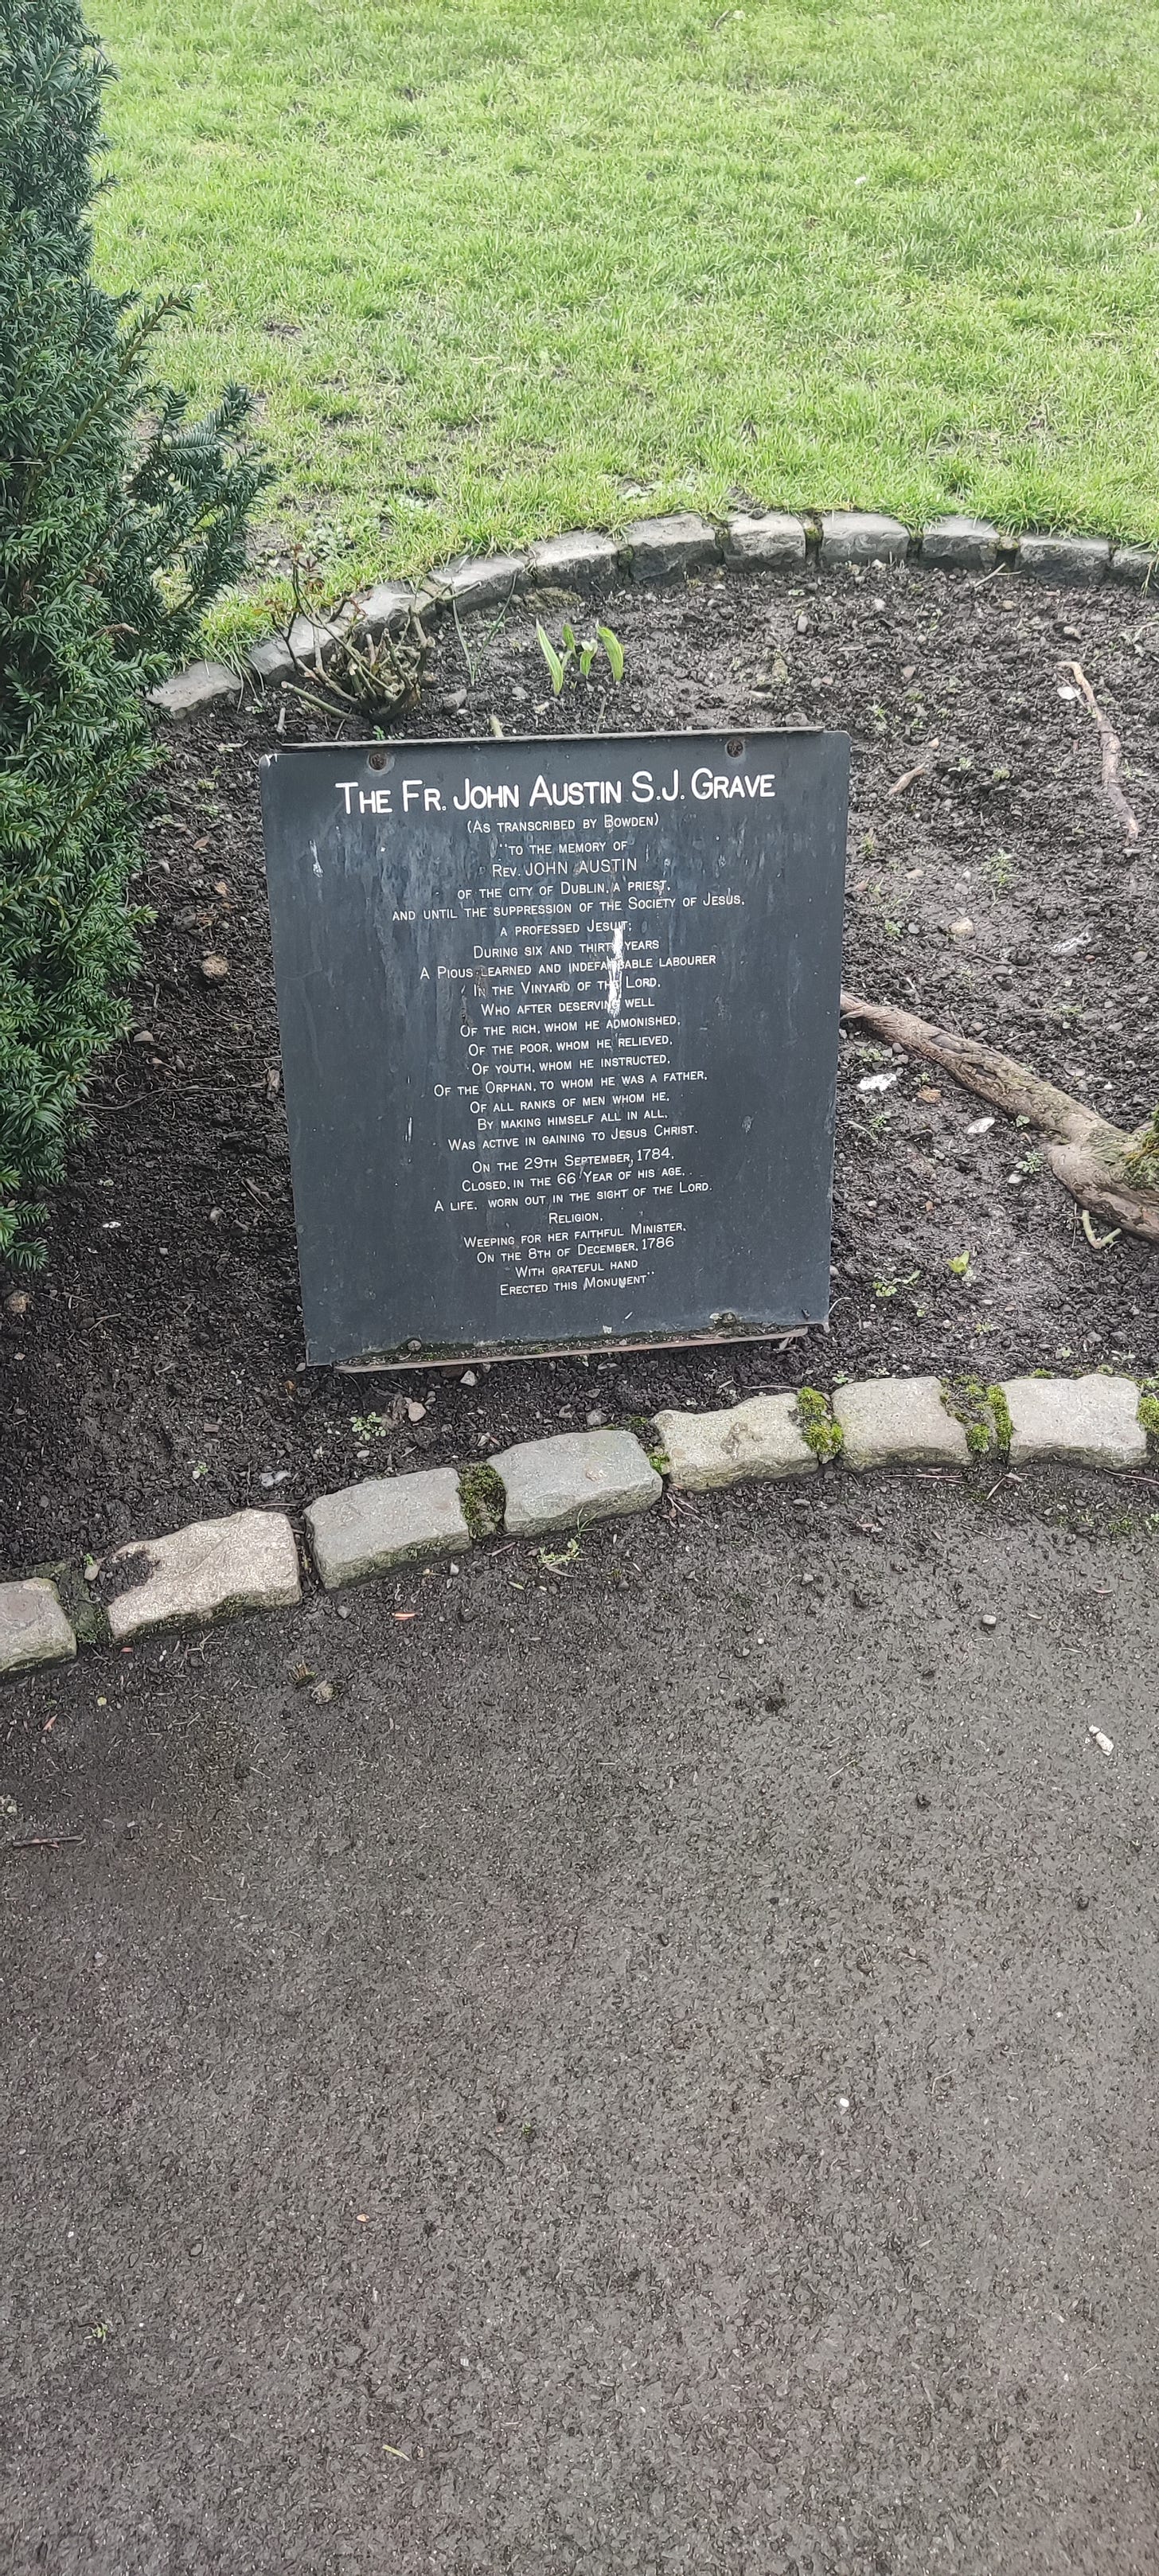 The Fr. John Austin S.J. Grave
(As transcribed by Bowden)
"to the memory of
Rev. JOHN AUSTIN
of the city of Dublin, a priest,
and until the suppression of the Society of Jesus,
a professed Jesuit;
During six and thirty years
A Pious learned and indefatigable labourer
In the Vinyard of the Lord.
Who after deserving well
Of the rich, whom he admonished,
Of the poor, whom he relieved,
Of youth, whom he instructed,
Of the Orphan, to whom he was a father,
Of all ranks of men whom he,
By making himself all in all,
Was active in gaining to Jesus Christ.
On the 29th September, 1784.
Closed, in the 66 Year of his age,
A life, worn out in the sight of the Lord.
Religion,
Weeping for her faithful Minister,
On the 8th of December, 1786
With grateful hand
Erected this Monument"